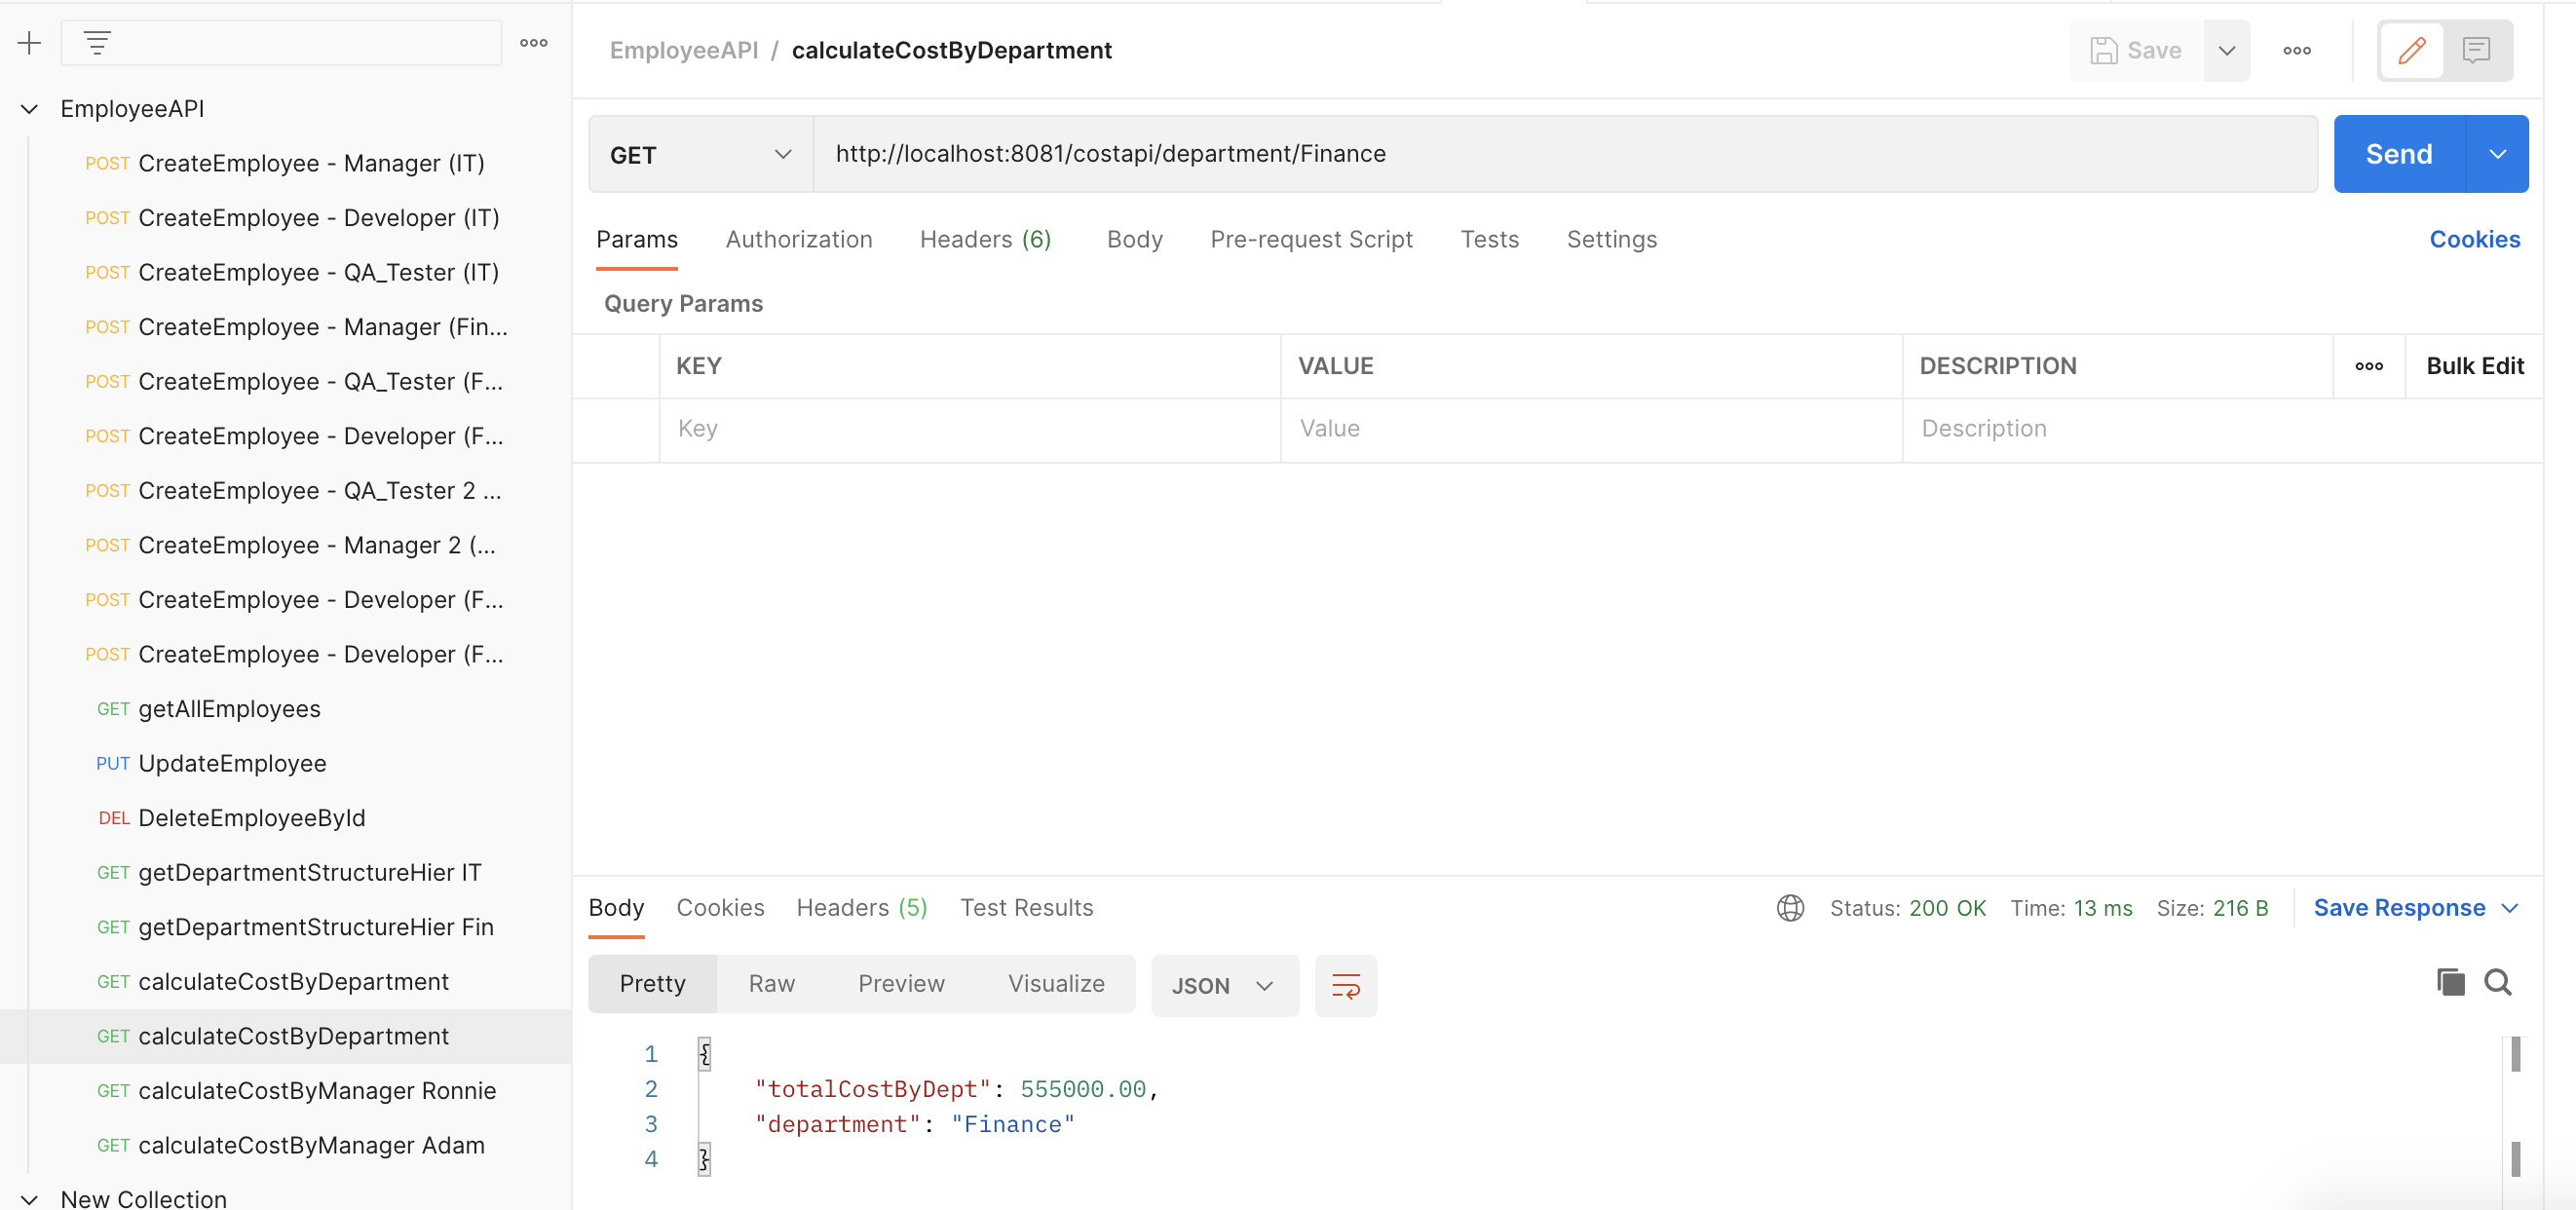 EmployeeAPI
POST CreateEmployee - Manager (IT)
POST CreateEmployee - Developer (IT)
POST CreateEmployee - QA_Tester (IT)
POST CreateEmployee - Manager (Fin...
POST CreateEmployee - QA_Tester (F...
POST CreateEmployee - Developer (F...
POST CreateEmployee - QA_Tester 2 ...
POST CreateEmployee - Manager 2 (...
POST CreateEmployee - Developer (F...
POST CreateEmployee - Developer (F...
GET getAllEmployees
PUT UpdateEmployee
DEL DeleteEmployeeById
GET getDepartmentStructureHier IT
GET getDepartmentStructureHier Fin
GET calculateCostByDepartment
GET calculateCostByDepartment
GET calculateCostByManager Ronnie
GET calculateCostByManager Adam
New Collection
EmployeeAPI / calculateCostByDepartment
Save
GET http://localhost:8081/costapi/department/Finance Send
Params Authorization Headers (6) Body Pre-request Script Tests Settings Cookies
Query Params
KEY VALUE DESCRIPTION Bulk Edit
Key Value Description
Body Cookies Headers (5) Test Results Status: 200 OK Time: 13 ms Size: 216 B Save Response
Pretty Raw Preview Visualize JSON
1 {
2 "totalCostByDept": 555000.00,
3 "department": "Finance"
4 }